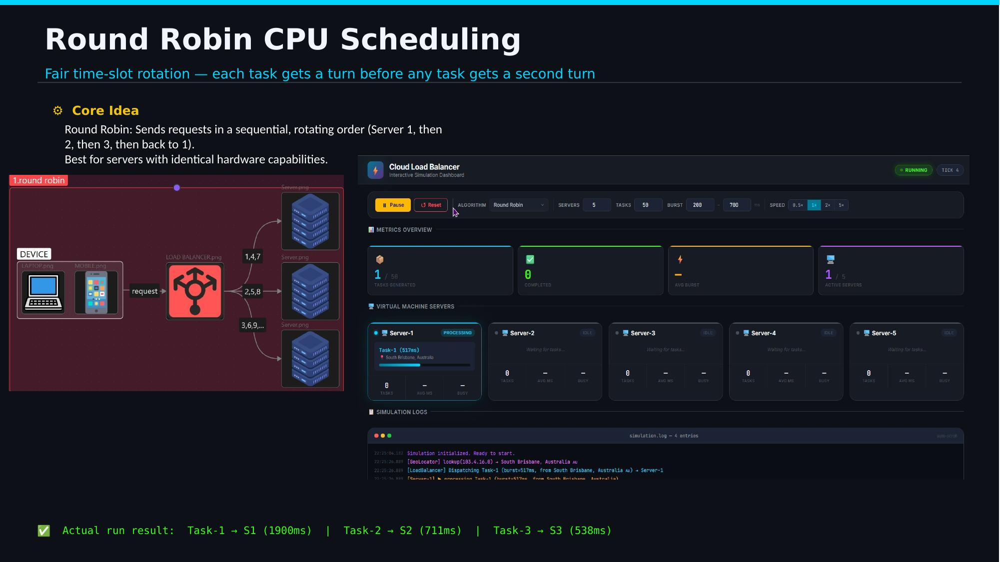 Round Robin CPU Scheduling
Fair time-slot rotation — each task gets a turn before any task gets a second turn
⚙ Core Idea
Round Robin: Sends requests in a sequential, rotating order (Server 1, then
2, then 3, then back to 1).
Best for servers with identical hardware capabilities.
1.round robin
DEVICE
LAPTOP.png
MOBILE.png
request
LOAD BALANCER.png
1,4,7
2,5,8
3,6,9,...
Server.png
Server.png
Server.png
Cloud Load Balancer
Interactive Simulation Dashboard
RUNNING
TICK 4
Pause
Reset
ALGORITHM Round Robin
SERVERS 5
TASKS 50
BURST 200 – 700 ms
SPEED 0.5× 1× 2× 5×
METRICS OVERVIEW
1 / 50
TASKS GENERATED
0
COMPLETED
—
AVG BURST
1 / 5
ACTIVE SERVERS
VIRTUAL MACHINE SERVERS
Server-1 PROCESSING
Task-1 (517ms)
South Brisbane, Australia
0 — —
TASKS AVG MS BUSY
Server-2 IDLE
Waiting for tasks...
0 — —
TASKS AVG MS BUSY
Server-3 IDLE
Waiting for tasks...
0 — —
TASKS AVG MS BUSY
Server-4 IDLE
Waiting for tasks...
0 — —
TASKS AVG MS BUSY
Server-5 IDLE
Waiting for tasks...
0 — —
TASKS AVG MS BUSY
SIMULATION LOGS
simulation.log — 4 entries
auto-scroll
22:25:04.182 Simulation initialized. Ready to start.
22:25:26.889 [GeoLocator] lookup(103.4.16.0) → South Brisbane, Australia AU
22:25:26.889 [LoadBalancer] Dispatching Task-1 (burst=517ms, from South Brisbane, Australia AU) → Server-1
22:25:26.889 [Server-1] ▶ processing Task-1 (burst=517ms, from South Brisbane, Australia)
✅ Actual run result: Task-1 → S1 (1900ms) | Task-2 → S2 (711ms) | Task-3 → S3 (538ms)